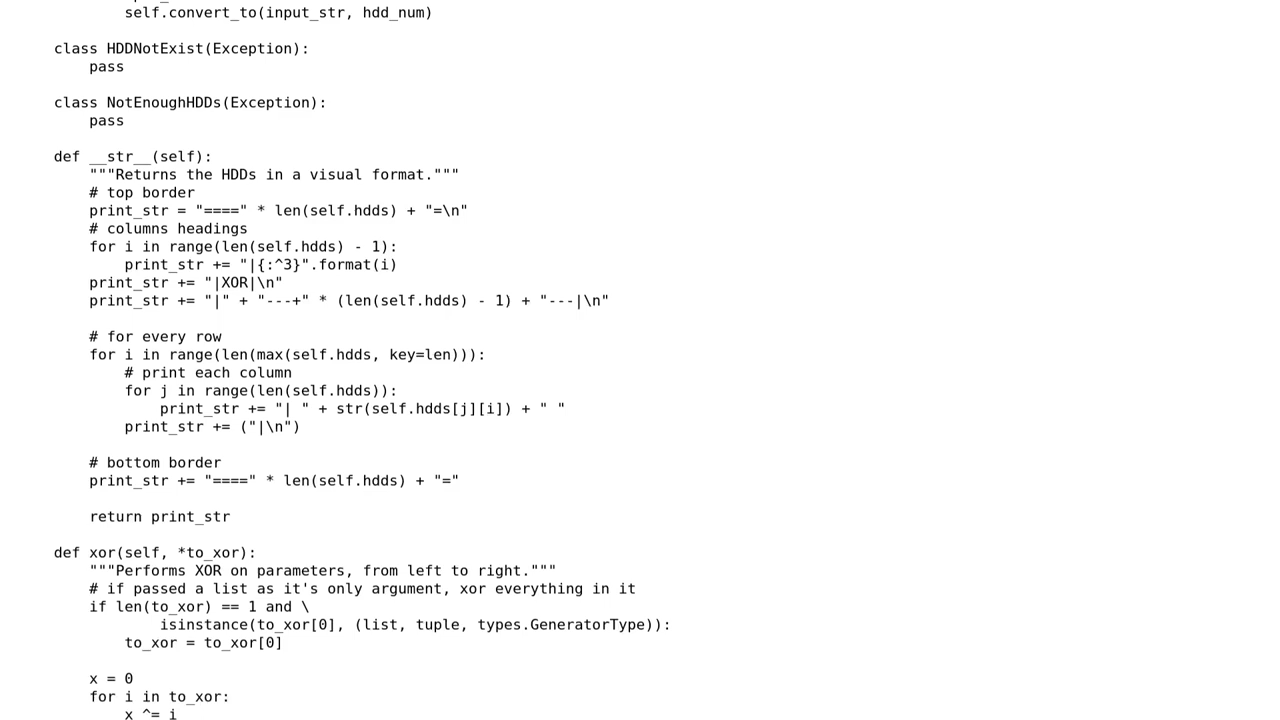 self.convert_to(input_str, hdd_num)

class HDDNotExist(Exception):
    pass

class NotEnoughHDDs(Exception):
    pass

def __str__(self):
    """Returns the HDDs in a visual format."""
    # top border
    print_str = "====" * len(self.hdds) + "=\n"
    # columns headings
    for i in range(len(self.hdds) - 1):
        print_str += "|{:^3}".format(i)
    print_str += "|XOR|\n"
    print_str += "|" + "---+" * (len(self.hdds) - 1) + "---|\n"

    # for every row
    for i in range(len(max(self.hdds, key=len))):
        # print each column
        for j in range(len(self.hdds)):
            print_str += "| " + str(self.hdds[j][i]) + " "
        print_str += ("|\n")

    # bottom border
    print_str += "====" * len(self.hdds) + "="

    return print_str

def xor(self, *to_xor):
    """Performs XOR on parameters, from left to right."""
    # if passed a list as it's only argument, xor everything in it
    if len(to_xor) == 1 and \
            isinstance(to_xor[0], (list, tuple, types.GeneratorType)):
        to_xor = to_xor[0]

    x = 0
    for i in to_xor:
        x ^= i